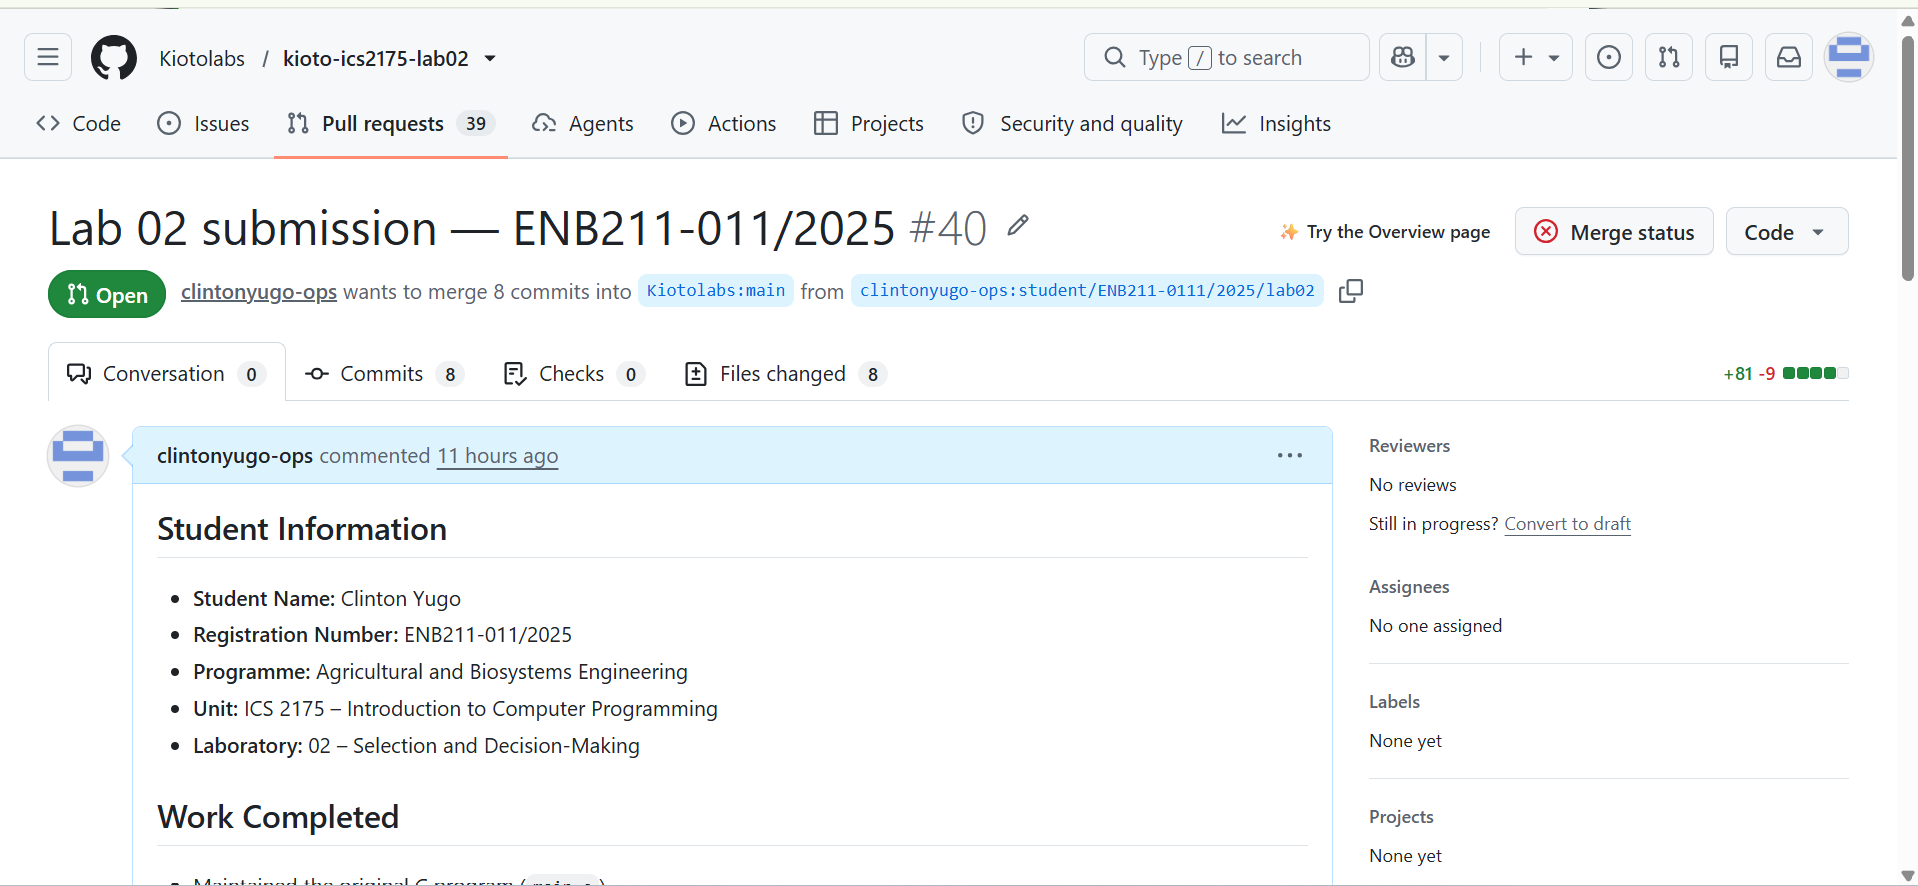 Kiotolabs / kioto-ics2175-lab02
Type / to search
Code
Issues
Pull requests 39
Agents
Actions
Projects
Security and quality
Insights
Lab 02 submission — ENB211-011/2025 #40
Try the Overview page
Merge status
Code
Open
clintonyugo-ops wants to merge 8 commits into Kiotolabs:main from clintonyugo-ops:student/ENB211-0111/2025/lab02
Conversation 0
Commits 8
Checks 0
Files changed 8
+81 -9
clintonyugo-ops commented 11 hours ago
Student Information
• Student Name: Clinton Yugo
• Registration Number: ENB211-011/2025
• Programme: Agricultural and Biosystems Engineering
• Unit: ICS 2175 – Introduction to Computer Programming
• Laboratory: 02 – Selection and Decision-Making
Work Completed
• Maintained the original C program (main.c)
Reviewers
No reviews
Still in progress? Convert to draft
Assignees
No one assigned
Labels
None yet
Projects
None yet